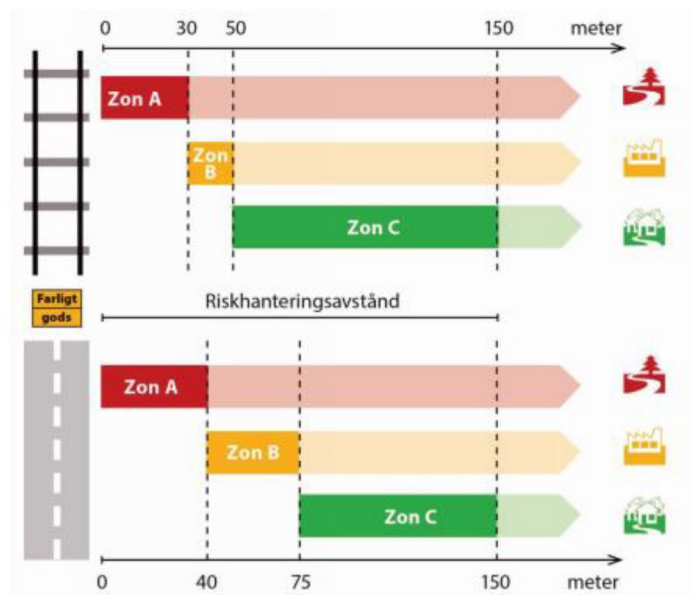 0 30 50 150 meter
Zon A
Zon
B
Zon C
Farligt
gods
Riskhanteringsavstånd
Zon A
Zon B
Zon C
0 40 75 150 meter